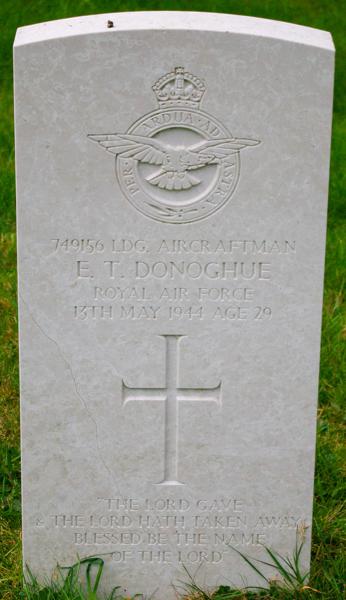 PER · ARDUA · AD ASTRA
749156 LDG. AIRCRAFTMAN
E. T. DONOGHUE
ROYAL AIR FORCE
13TH MAY 1944 AGE 29
"THE LORD GAVE
& THE LORD HATH TAKEN AWAY
BLESSED BE THE NAME
OF THE LORD"